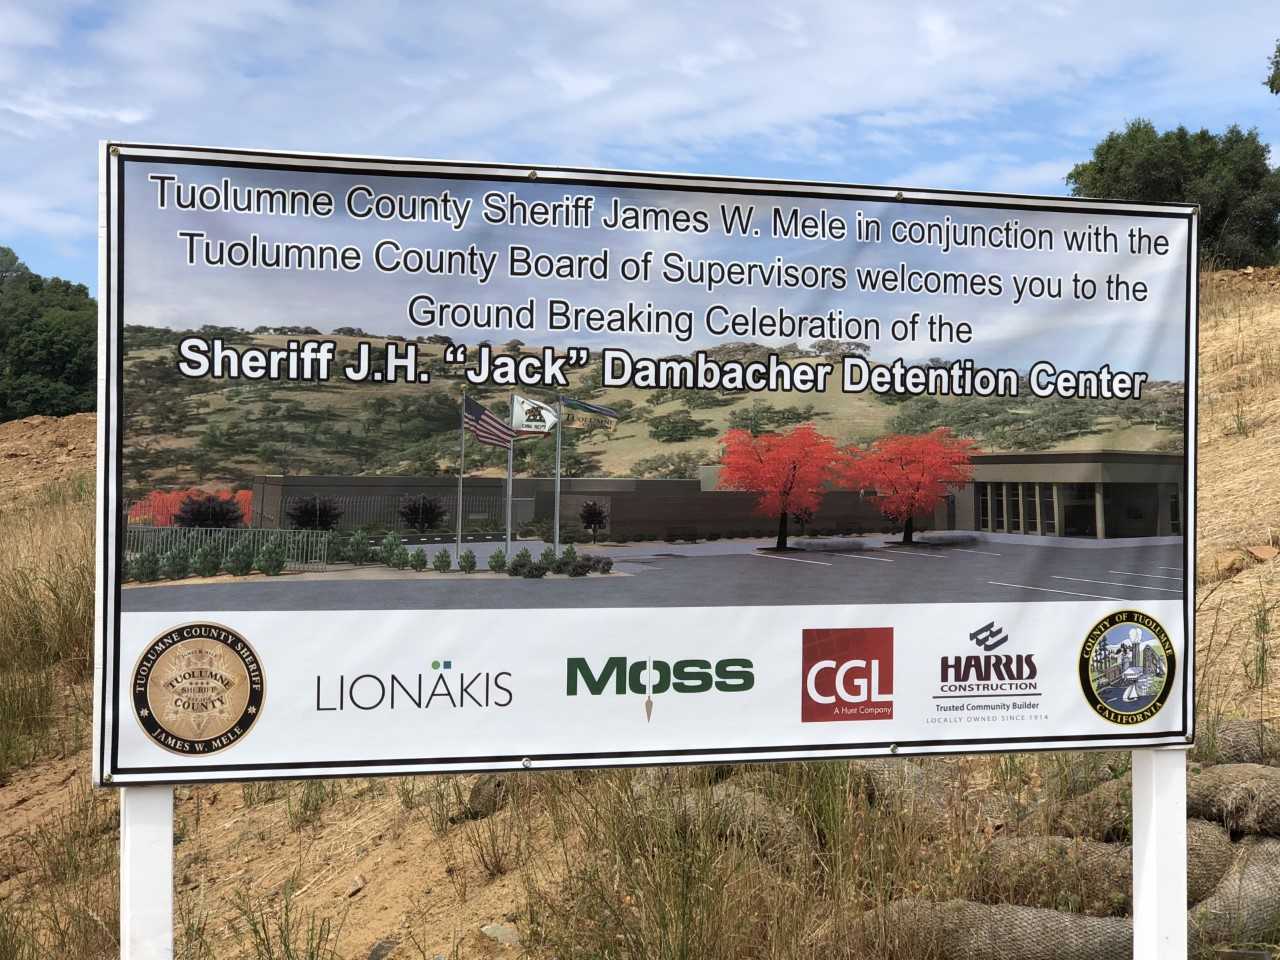 Tuolumne County Sheriff James W. Mele in conjunction with the
Tuolumne County Board of Supervisors welcomes you to the
Ground Breaking Celebration of the
Sheriff J.H. "Jack" Dambacher Detention Center
TUOLUMNE
TUOLUMNE COUNTY SHERIFF
TUOLUMNE
SHERIFF
COUNTY
JAMES W. MELE
LIONÄKIS
MOSS
CGL
A Hunt Company
HARRIS
CONSTRUCTION
Trusted Community Builder
LOCALLY OWNED SINCE 1914
COUNTY OF TUOLUMNE
CALIFORNIA